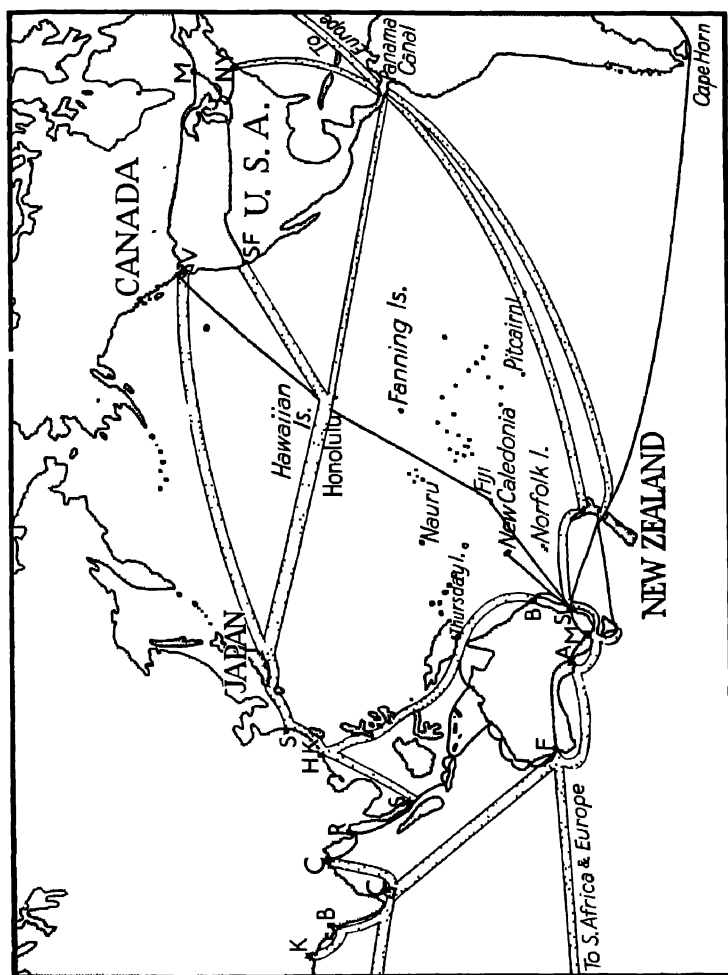 CANADA
V
M
NY
U. S. A.
SF
To
Europe
Panama
Canal
JAPAN
Hawaiian
Is.
Honolulu
K
B
C
C
R
S
HK
S
Fanning Is.
Nauru
Thursday I.
Fiji
New Caledonia
Norfolk I.
Pitcairn I.
F
A
M
S
B
NEW ZEALAND
To S. Africa & Europe
Cape Horn